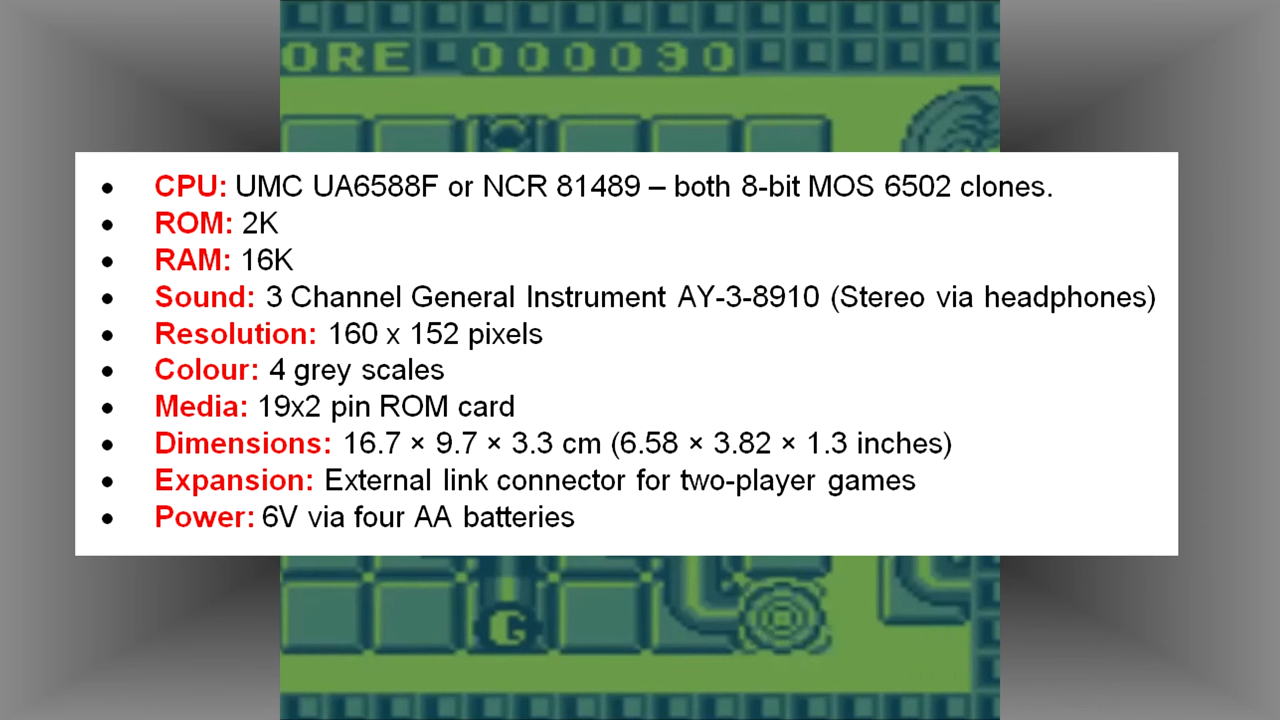 ORE 000030
• CPU: UMC UA6588F or NCR 81489 – both 8-bit MOS 6502 clones.
• ROM: 2K
• RAM: 16K
• Sound: 3 Channel General Instrument AY-3-8910 (Stereo via headphones)
• Resolution: 160 x 152 pixels
• Colour: 4 grey scales
• Media: 19x2 pin ROM card
• Dimensions: 16.7 × 9.7 × 3.3 cm (6.58 × 3.82 × 1.3 inches)
• Expansion: External link connector for two-player games
• Power: 6V via four AA batteries
G